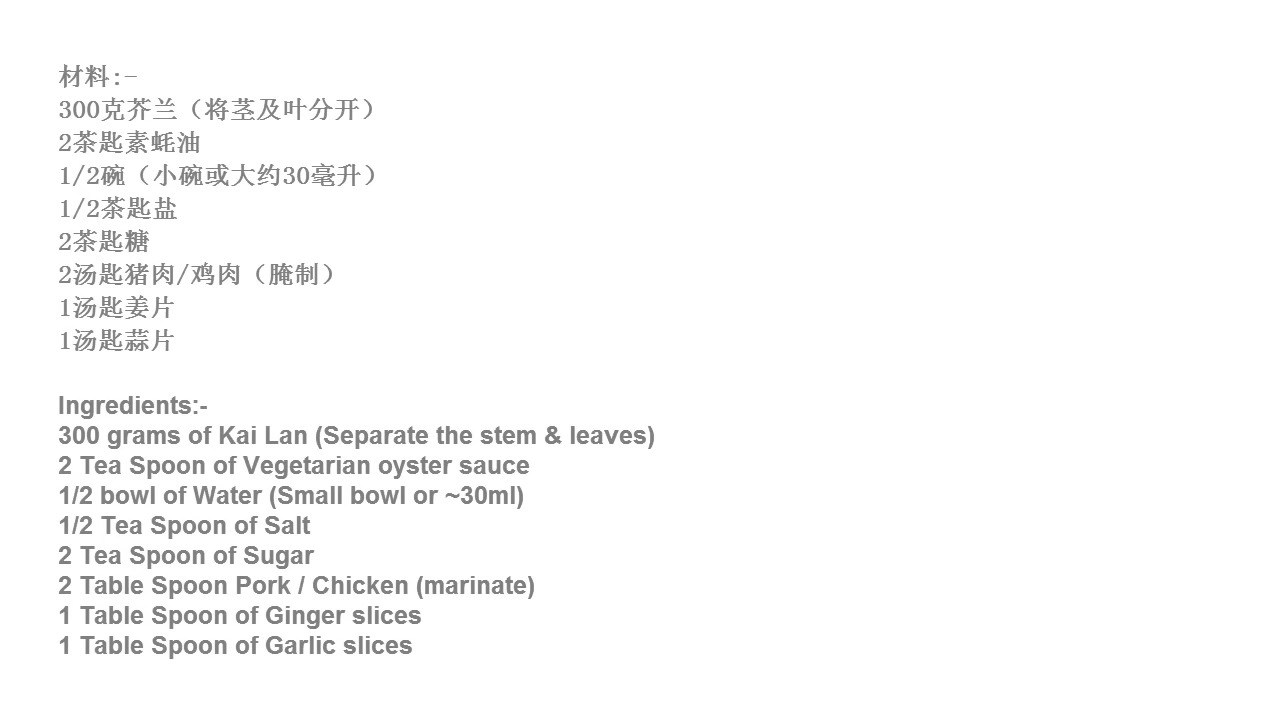 材料:-
300克芥兰（将茎及叶分开）
2茶匙素蚝油
1/2碗（小碗或大约30毫升）
1/2茶匙盐
2茶匙糖
2汤匙猪肉/鸡肉（腌制）
1汤匙姜片
1汤匙蒜片
Ingredients:-
300 grams of Kai Lan (Separate the stem & leaves)
2 Tea Spoon of Vegetarian oyster sauce
1/2 bowl of Water (Small bowl or ~30ml)
1/2 Tea Spoon of Salt
2 Tea Spoon of Sugar
2 Table Spoon Pork / Chicken (marinate)
1 Table Spoon of Ginger slices
1 Table Spoon of Garlic slices